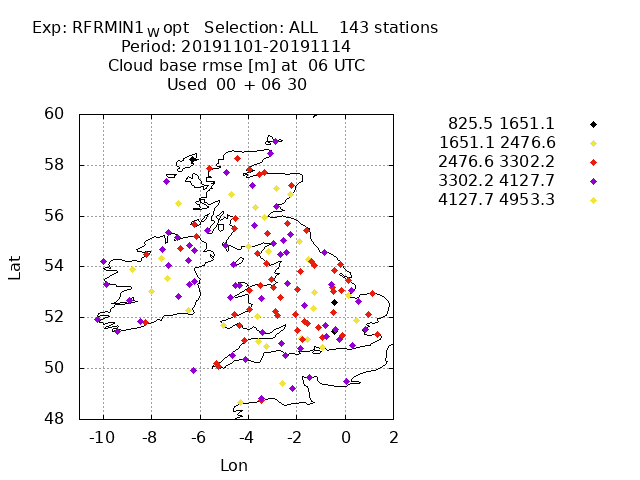 Exp: RFRMIN1 W opt Selection: ALL 143 stations
Period: 20191101-20191114
Cloud base rmse [m] at 06 UTC
Used 00 + 06 30
825.5 1651.1
1651.1 2476.6
2476.6 3302.2
3302.2 4127.7
4127.7 4953.3
60
58
56
54
52
50
48
Lat
-10 -8 -6 -4 -2 0 2
Lon